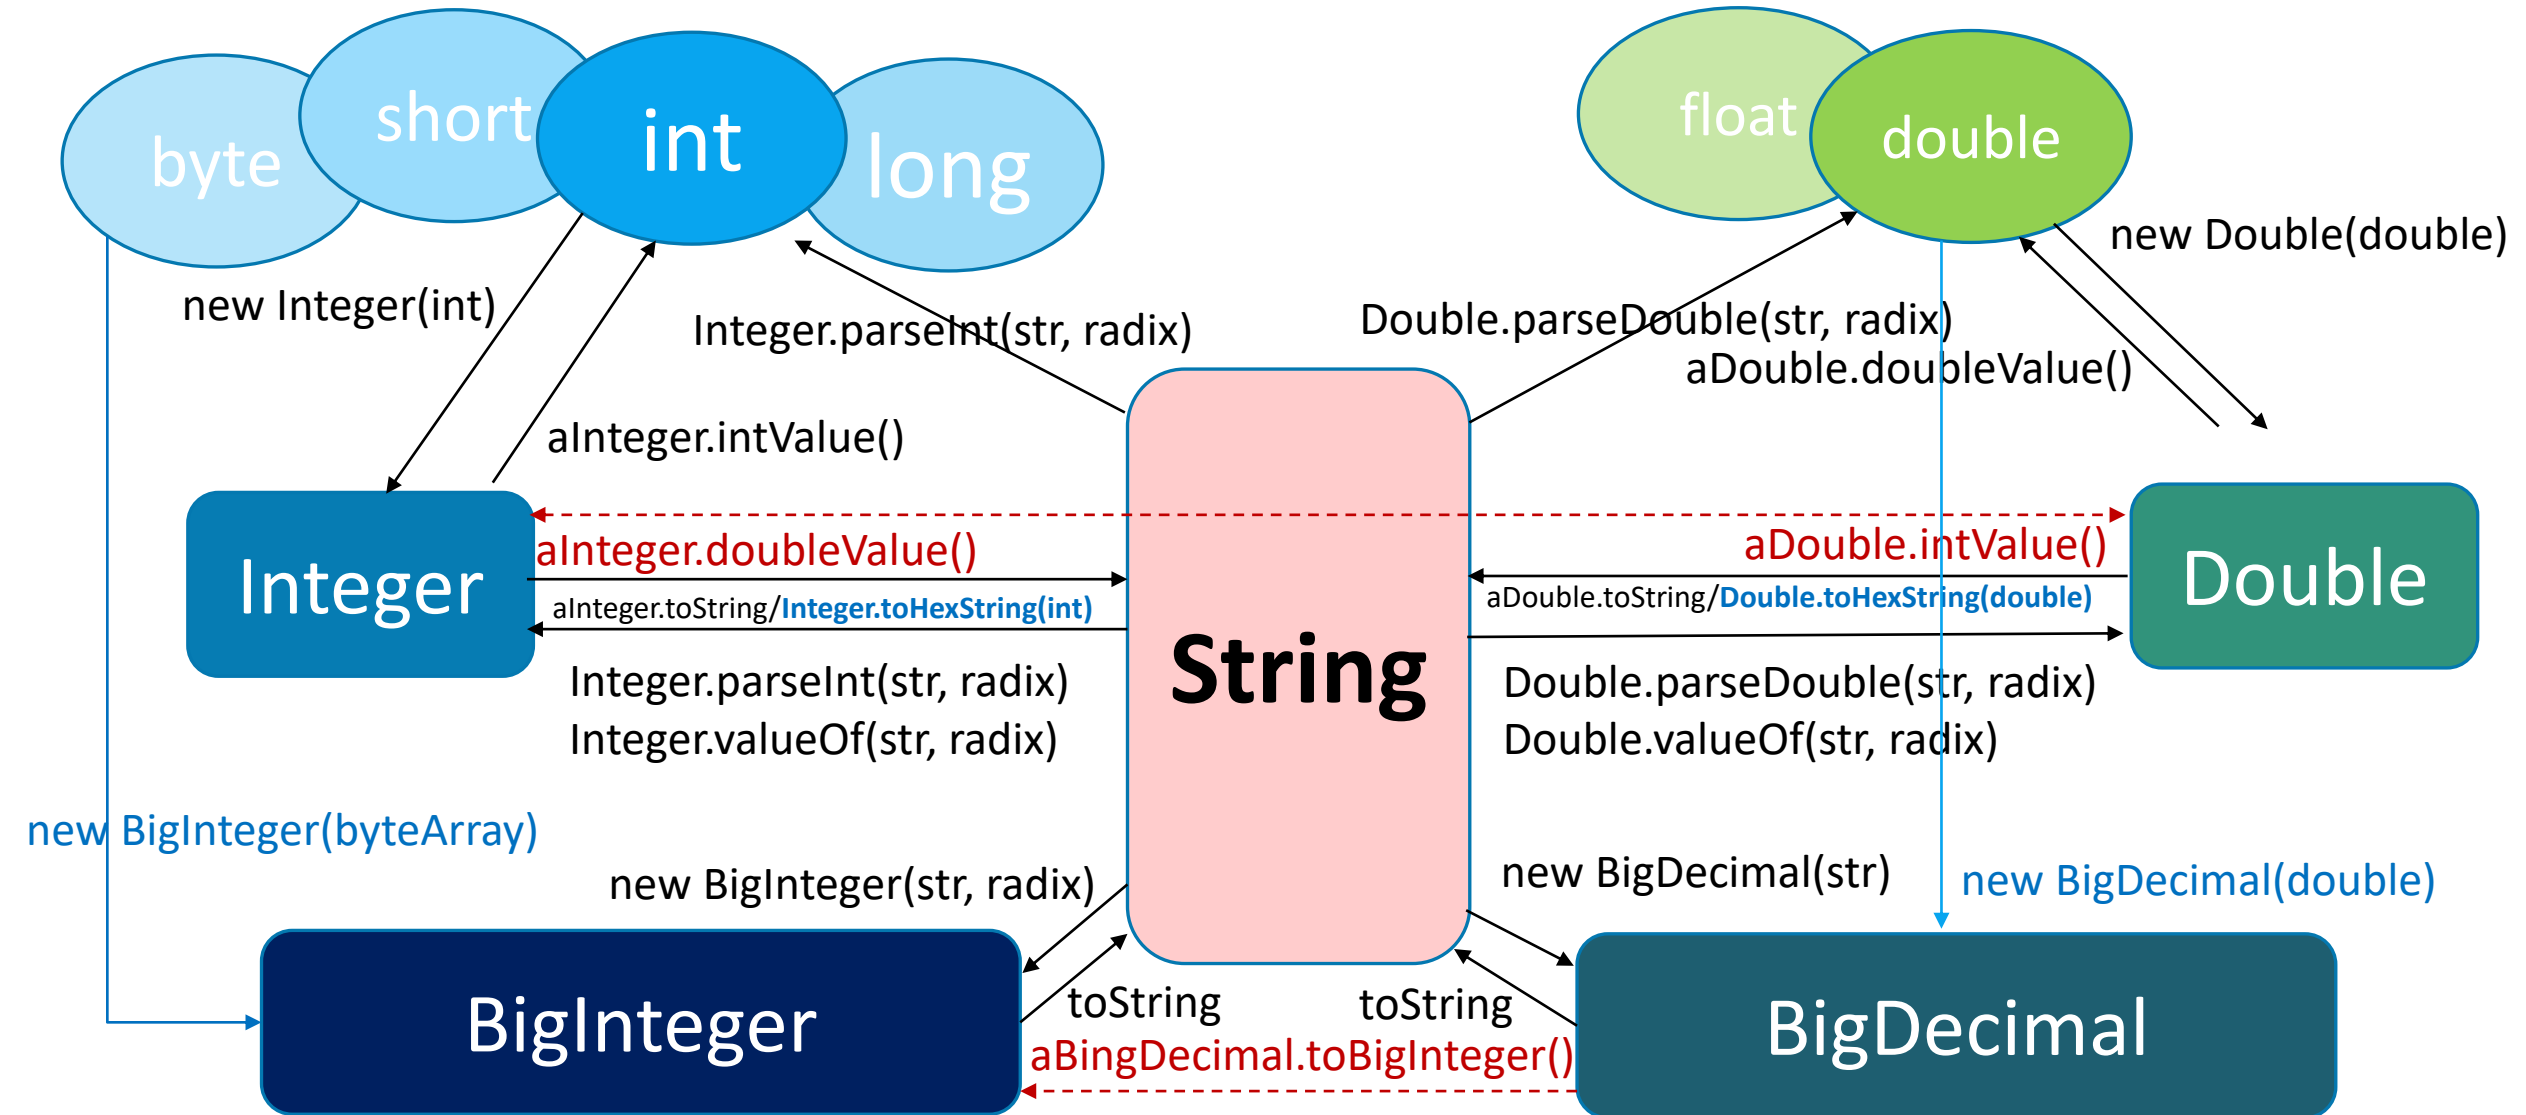 byte
short
int
long
float
double
new Integer(int)
Integer.parseInt(str, radix)
aInteger.intValue()
Double.parseDouble(str, radix)
aDouble.doubleValue()
new Double(double)
Integer
aInteger.doubleValue()
aInteger.toString/Integer.toHexString(int)
Integer.parseInt(str, radix)
Integer.valueOf(str, radix)
String
aDouble.intValue()
aDouble.toString/Double.toHexString(double)
Double.parseDouble(str, radix)
Double.valueOf(str, radix)
Double
new BigInteger(byteArray)
new BigInteger(str, radix)
new BigDecimal(str)
new BigDecimal(double)
BigInteger
toString
toString
aBingDecimal.toBigInteger()
BigDecimal